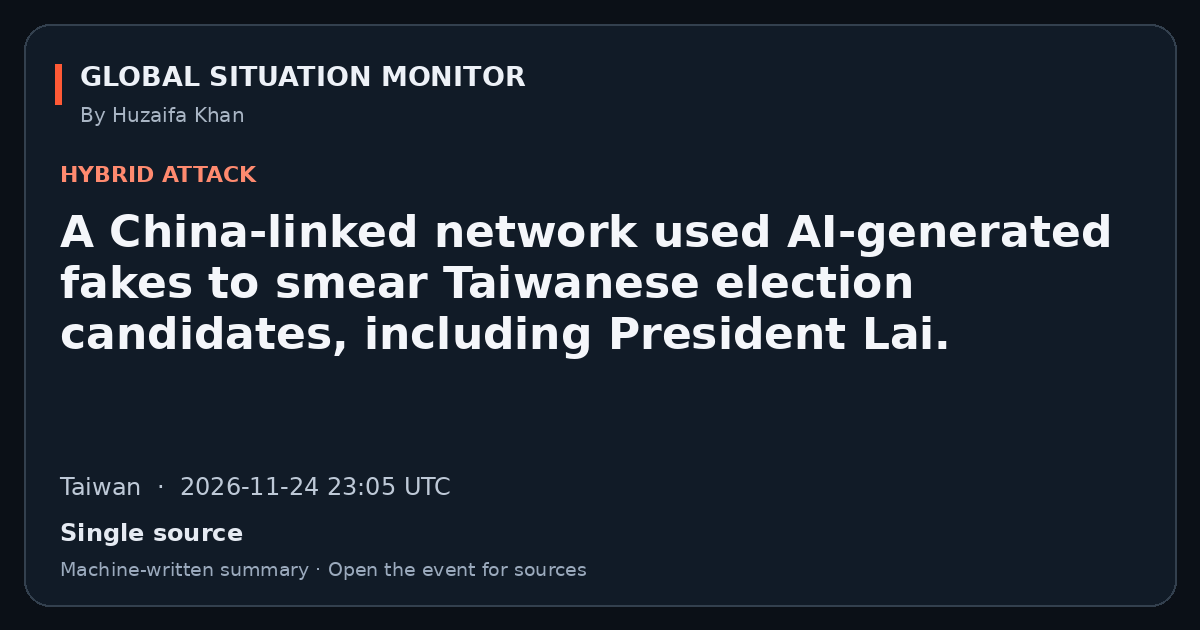 GLOBAL SITUATION MONITOR
By Huzaifa Khan
HYBRID ATTACK
A China-linked network used AI-generated
fakes to smear Taiwanese election
candidates, including President Lai.
Taiwan · 2026-11-24 23:05 UTC
Single source
Machine-written summary · Open the event for sources